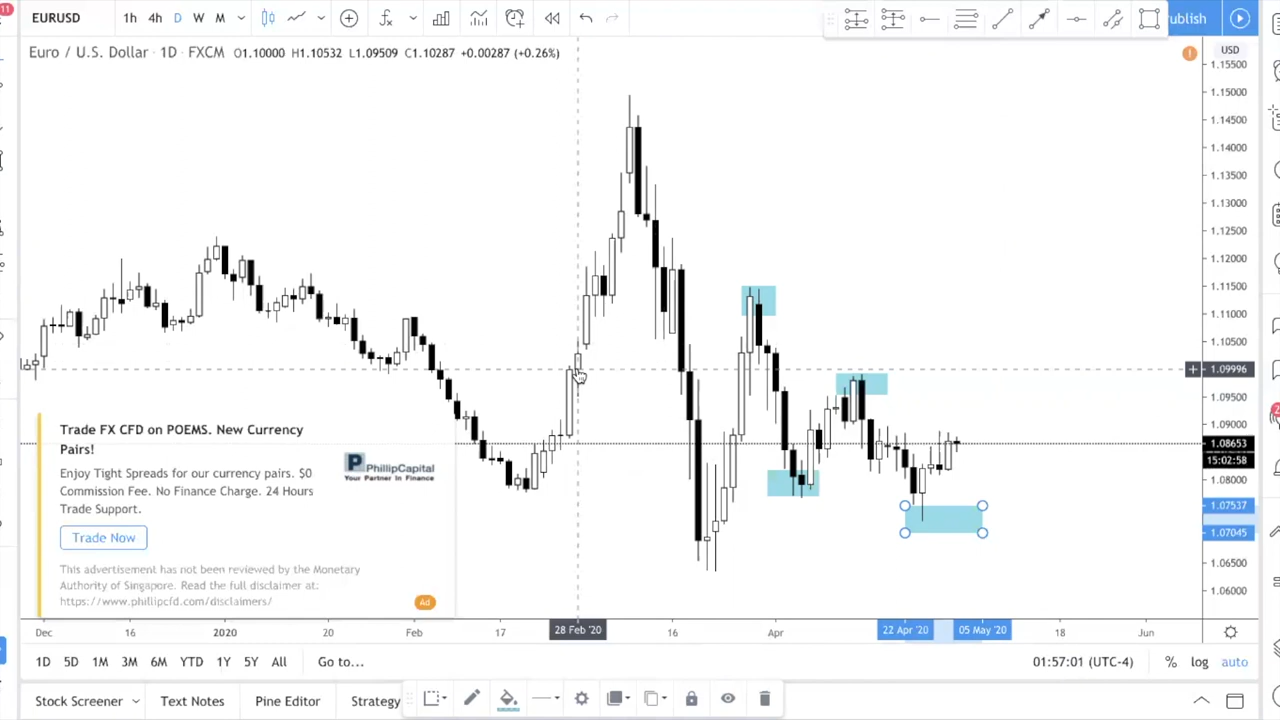 11
EURUSD
1h 4h D W M
ublish
Euro / U.S. Dollar · 1D · FXCM O1.10000 H1.10532 L1.09509 C1.10287 +0.00287 (+0.26%)
USD
1.15500
1.15000
1.14500
1.14000
1.13500
1.13000
1.12500
1.12000
1.11500
1.11000
1.10500
1.09996
1.09500
1.09000
1.08653
15:02:58
1.08000
1.07537
1.07045
1.06500
1.06000
Trade FX CFD on POEMS. New Currency
Pairs!
Enjoy Tight Spreads for our currency pairs. $0
Commission Fee. No Finance Charge. 24 Hours
Trade Support.
PhillipCapital
Your Partner In Finance
Trade Now
This advertisement has not been reviewed by the Monetary
Authority of Singapore. Read the full disclaimer at:
https://www.phillipcfd.com/disclaimers/
Ad
Dec 16 2020 20 Feb 17 28 Feb '20 16 Apr 22 Apr '20 05 May '20 18 Jun
1D 5D 1M 3M 6M YTD 1Y 5Y All Go to... 01:57:01 (UTC-4) % log auto
Stock Screener Text Notes Pine Editor Strategy